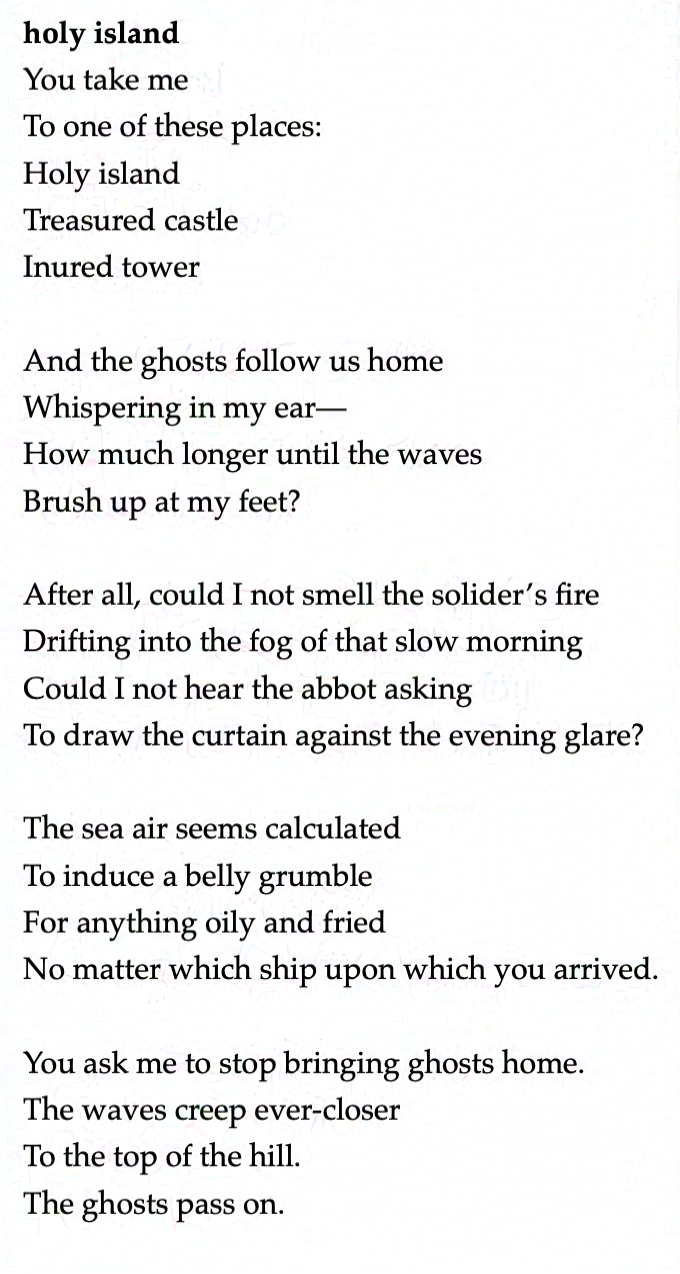 holy island
You take me
To one of these places:
Holy island
Treasured castle
Inured tower
And the ghosts follow us home
Whispering in my ear—
How much longer until the waves
Brush up at my feet?
After all, could I not smell the solider’s fire
Drifting into the fog of that slow morning
Could I not hear the abbot asking
To draw the curtain against the evening glare?
The sea air seems calculated
To induce a belly grumble
For anything oily and fried
No matter which ship upon which you arrived.
You ask me to stop bringing ghosts home.
The waves creep ever-closer
To the top of the hill.
The ghosts pass on.